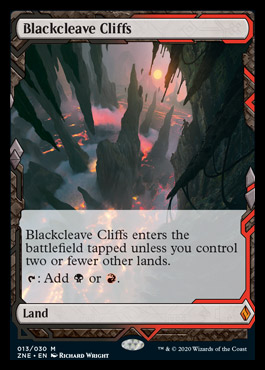 Blackcleave Cliffs
Blackcleave Cliffs enters the
battlefield tapped unless you control
two or fewer other lands.
: Add or .
Land
013/030 M
ZNE • EN Richard Wright
™ & © 2020 Wizards of the Coast